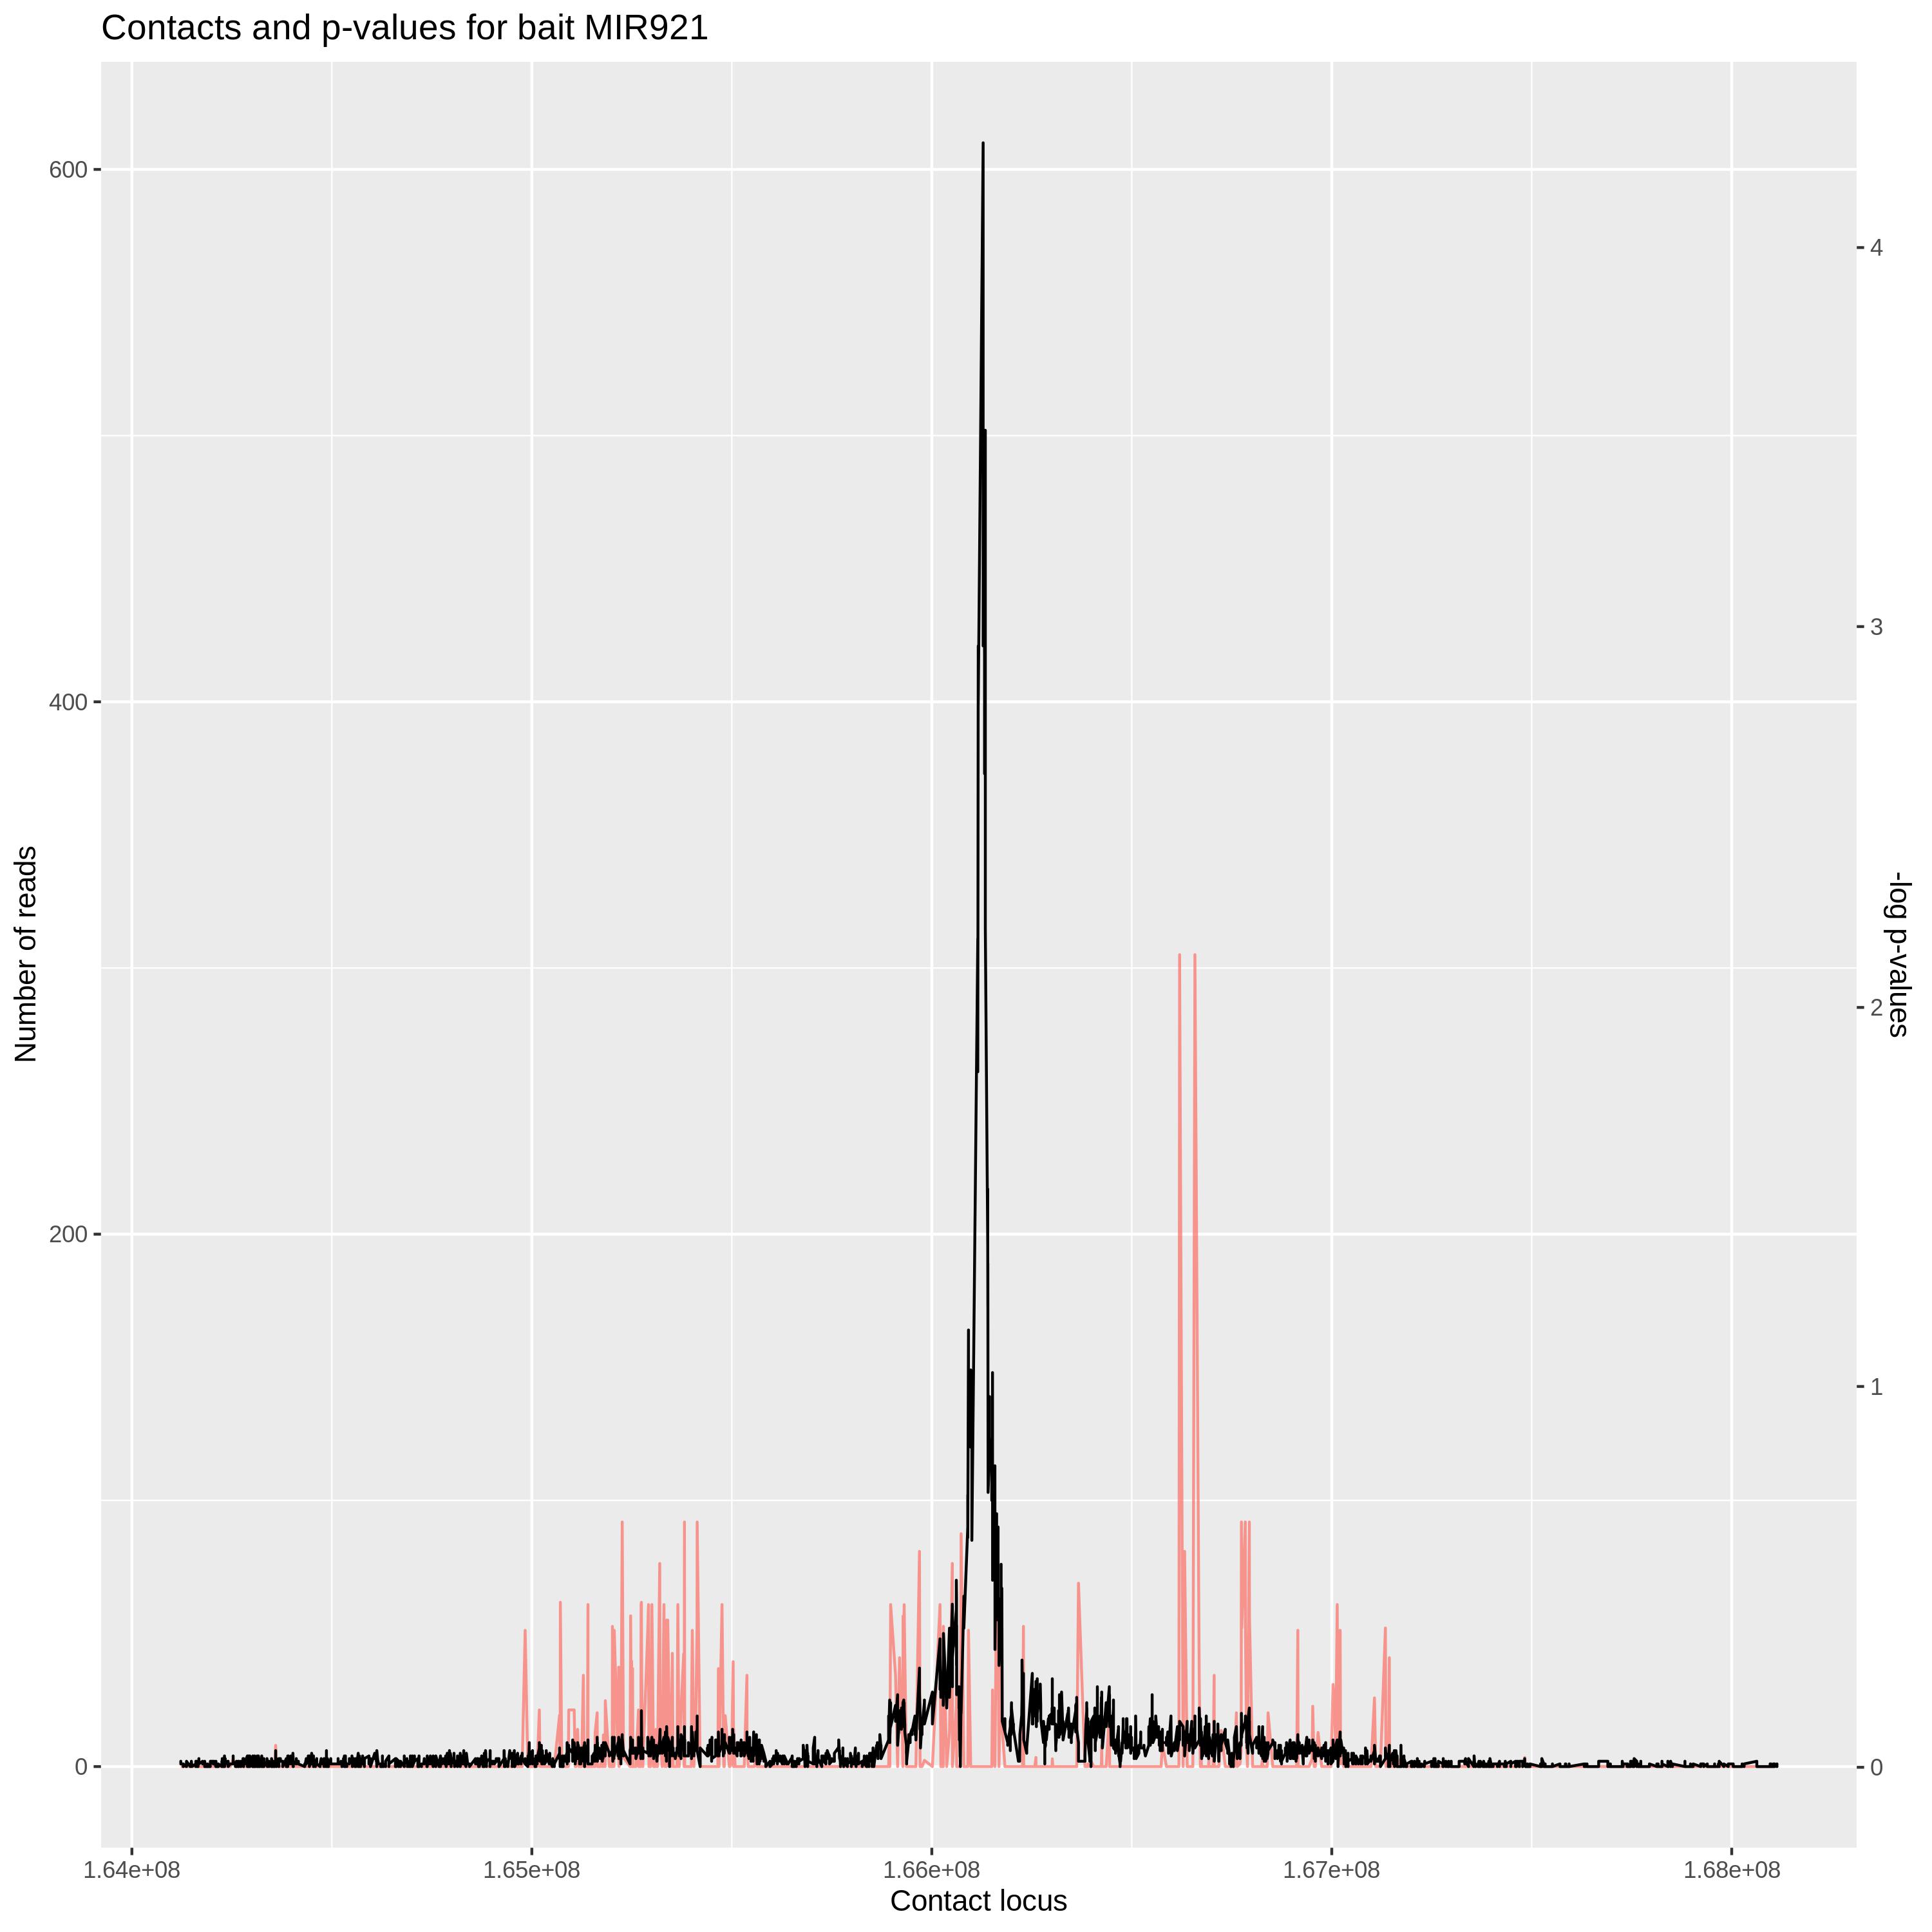 Contacts and p-values for bait MIR921
600
400
200
0
Number of reads
4
3
2
1
0
-log p-values
1.64e+08 1.65e+08 1.66e+08 1.67e+08 1.68e+08
Contact locus